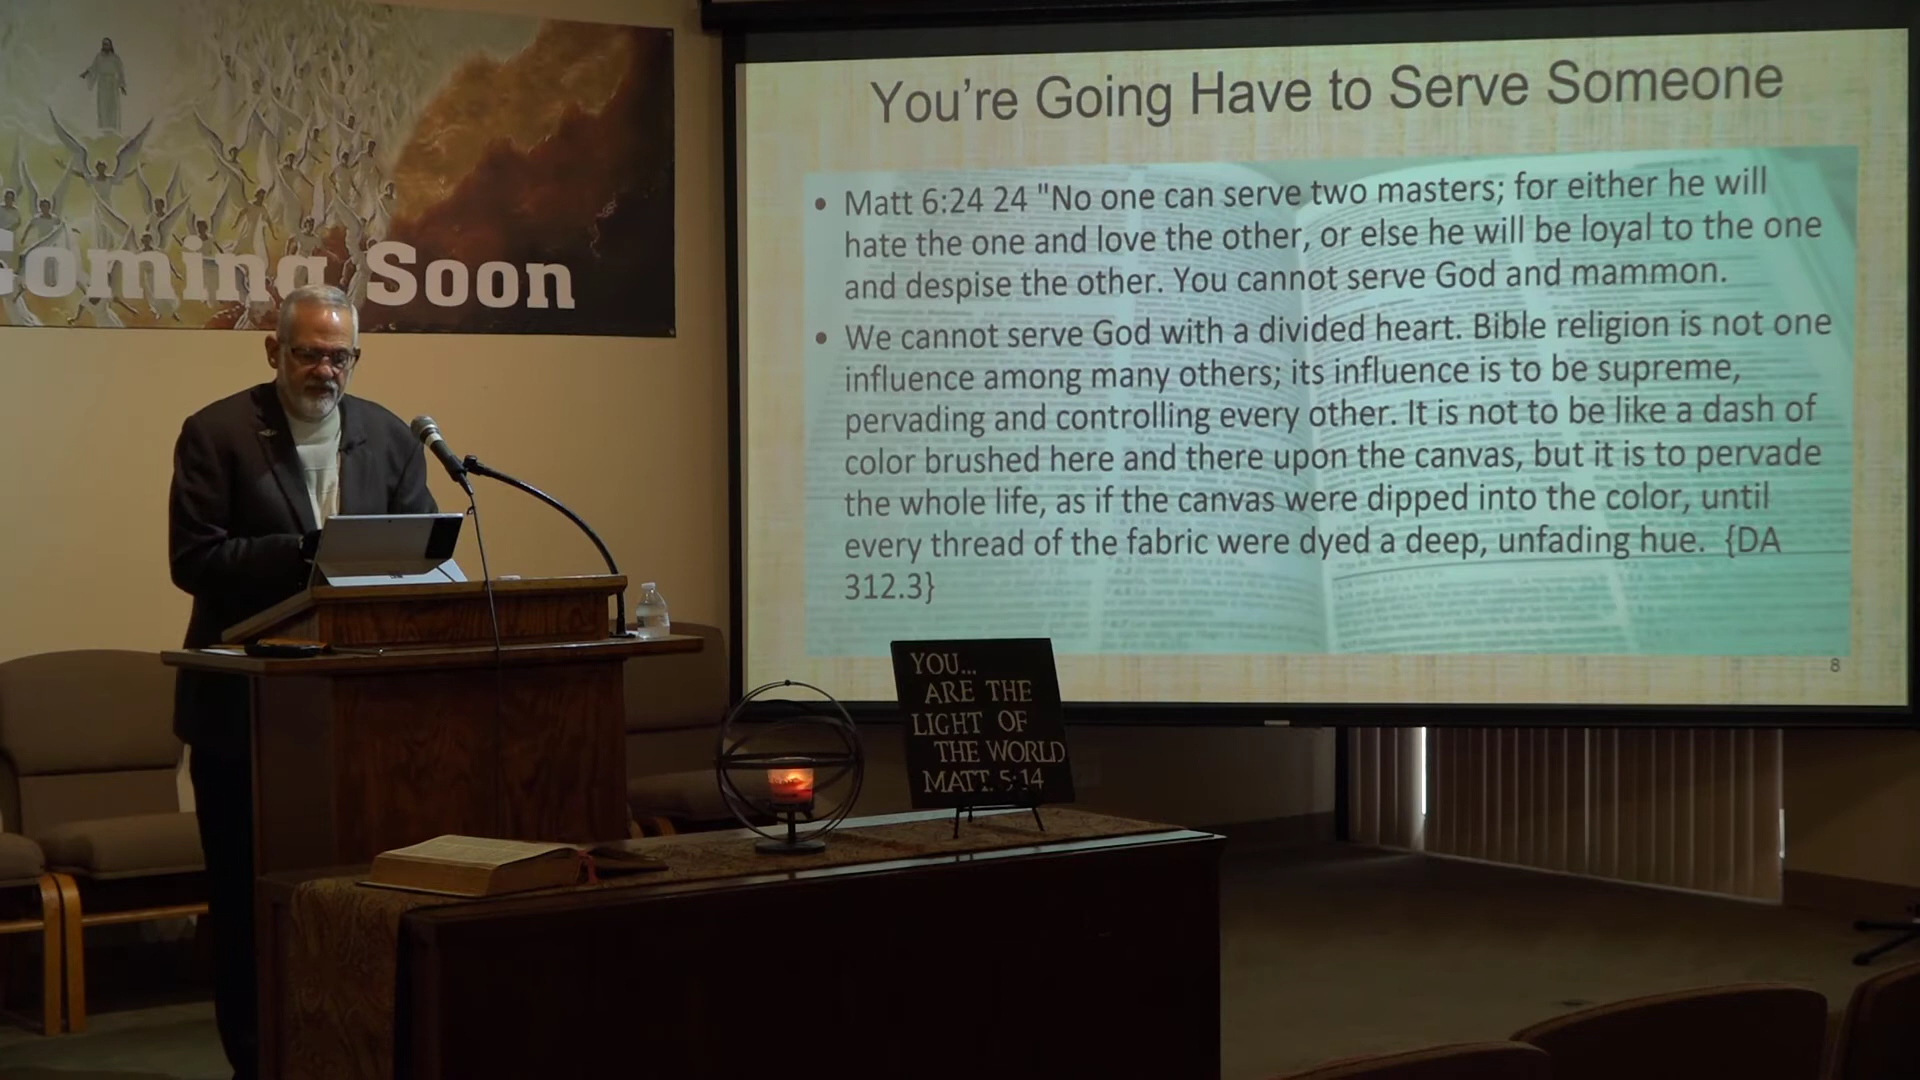 Coming Soon
You're Going Have to Serve Someone
• Matt 6:24 24 "No one can serve two masters; for either he will
hate the one and love the other, or else he will be loyal to the one
and despise the other. You cannot serve God and mammon.
• We cannot serve God with a divided heart. Bible religion is not one
influence among many others; its influence is to be supreme,
pervading and controlling every other. It is not to be like a dash of
color brushed here and there upon the canvas, but it is to pervade
the whole life, as if the canvas were dipped into the color, until
every thread of the fabric were dyed a deep, unfading hue. {DA
312.3}
8
YOU...
ARE THE
LIGHT OF
THE WORLD
MATT. 5:14